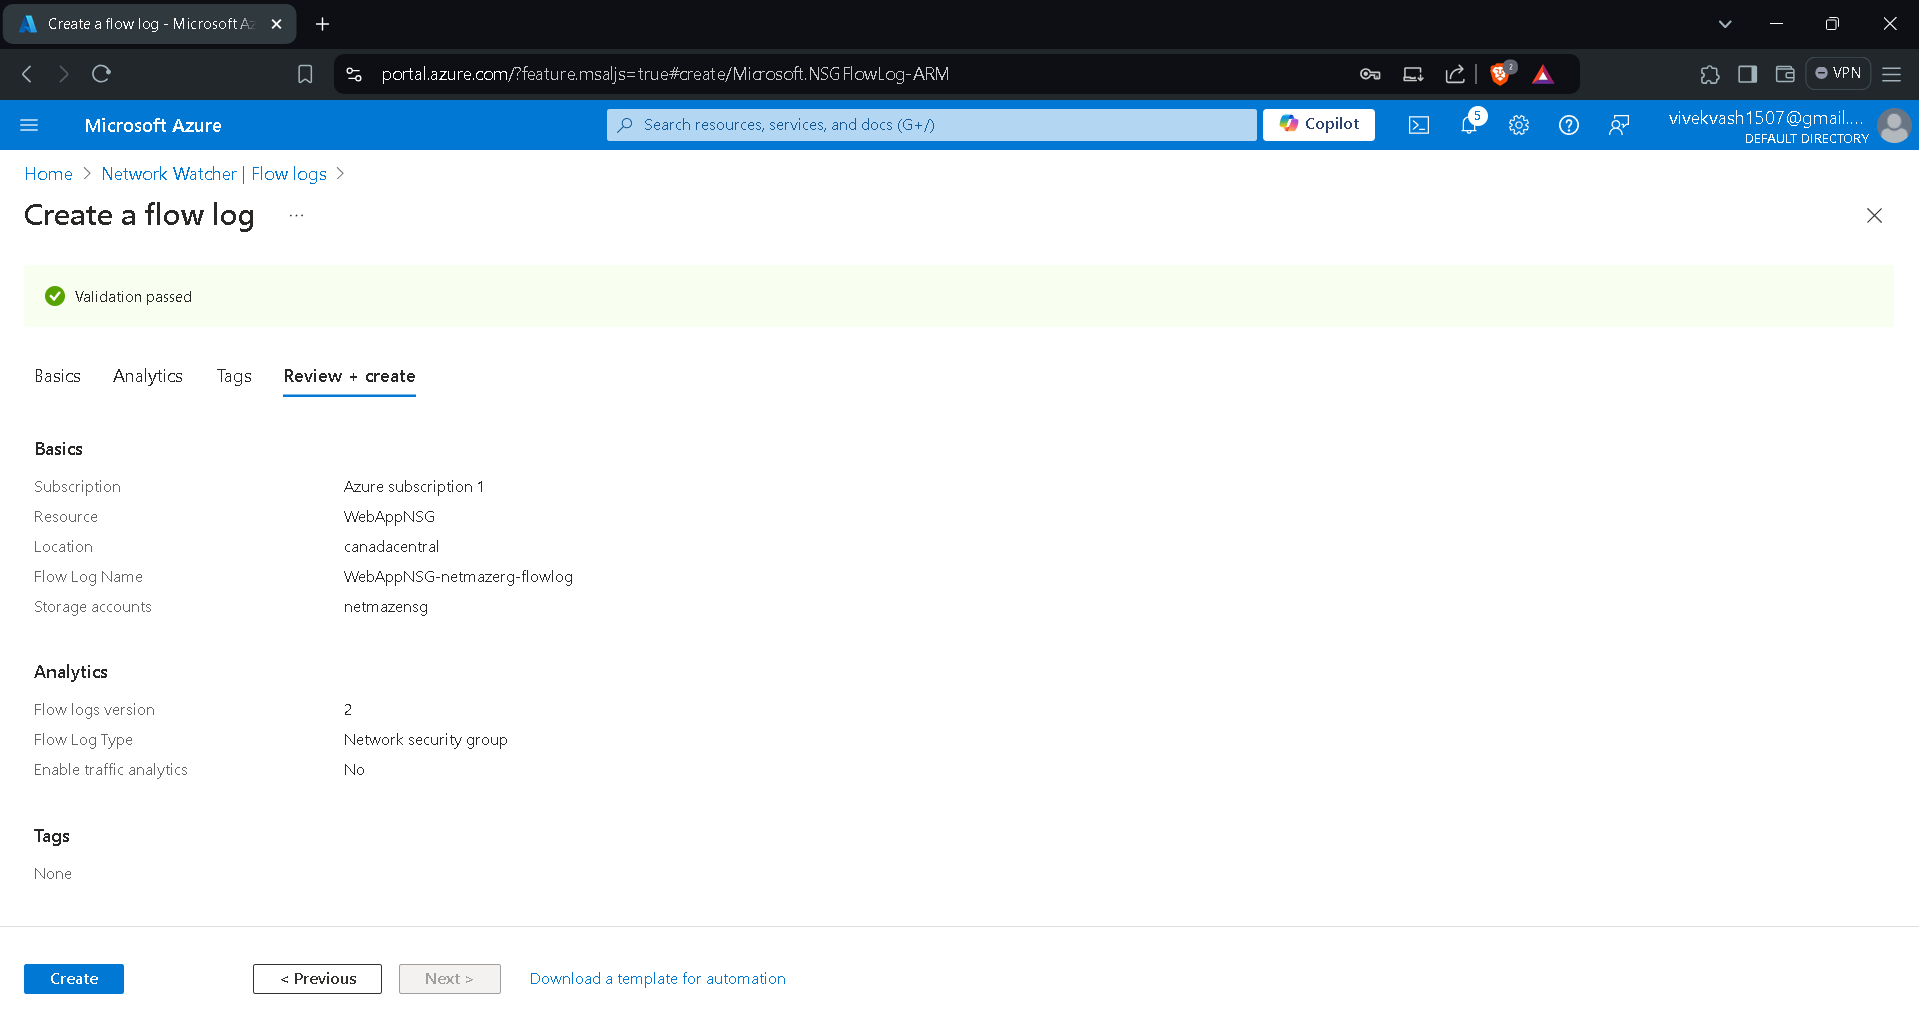 Create a flow log - Microsoft Az
portal.azure.com/?feature.msaljs=true#create/Microsoft.NSGFlowLog-ARM
2
VPN
Microsoft Azure
Search resources, services, and docs (G+/)
Copilot
5
vivekvash1507@gmail....
DEFAULT DIRECTORY
Home > Network Watcher | Flow logs >
Create a flow log ...
Validation passed
Basics Analytics Tags Review + create
Basics
Subscription Azure subscription 1
Resource WebAppNSG
Location canadacentral
Flow Log Name WebAppNSG-netmazerg-flowlog
Storage accounts netmazensg
Analytics
Flow logs version 2
Flow Log Type Network security group
Enable traffic analytics No
Tags
None
Create < Previous Next > Download a template for automation